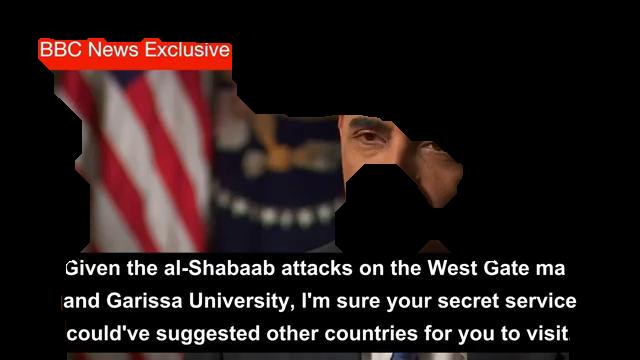 BBC News Exclusive
Given the al-Shabaab attacks on the West Gate ma
and Garissa University, I'm sure your secret service
could've suggested other countries for you to visit